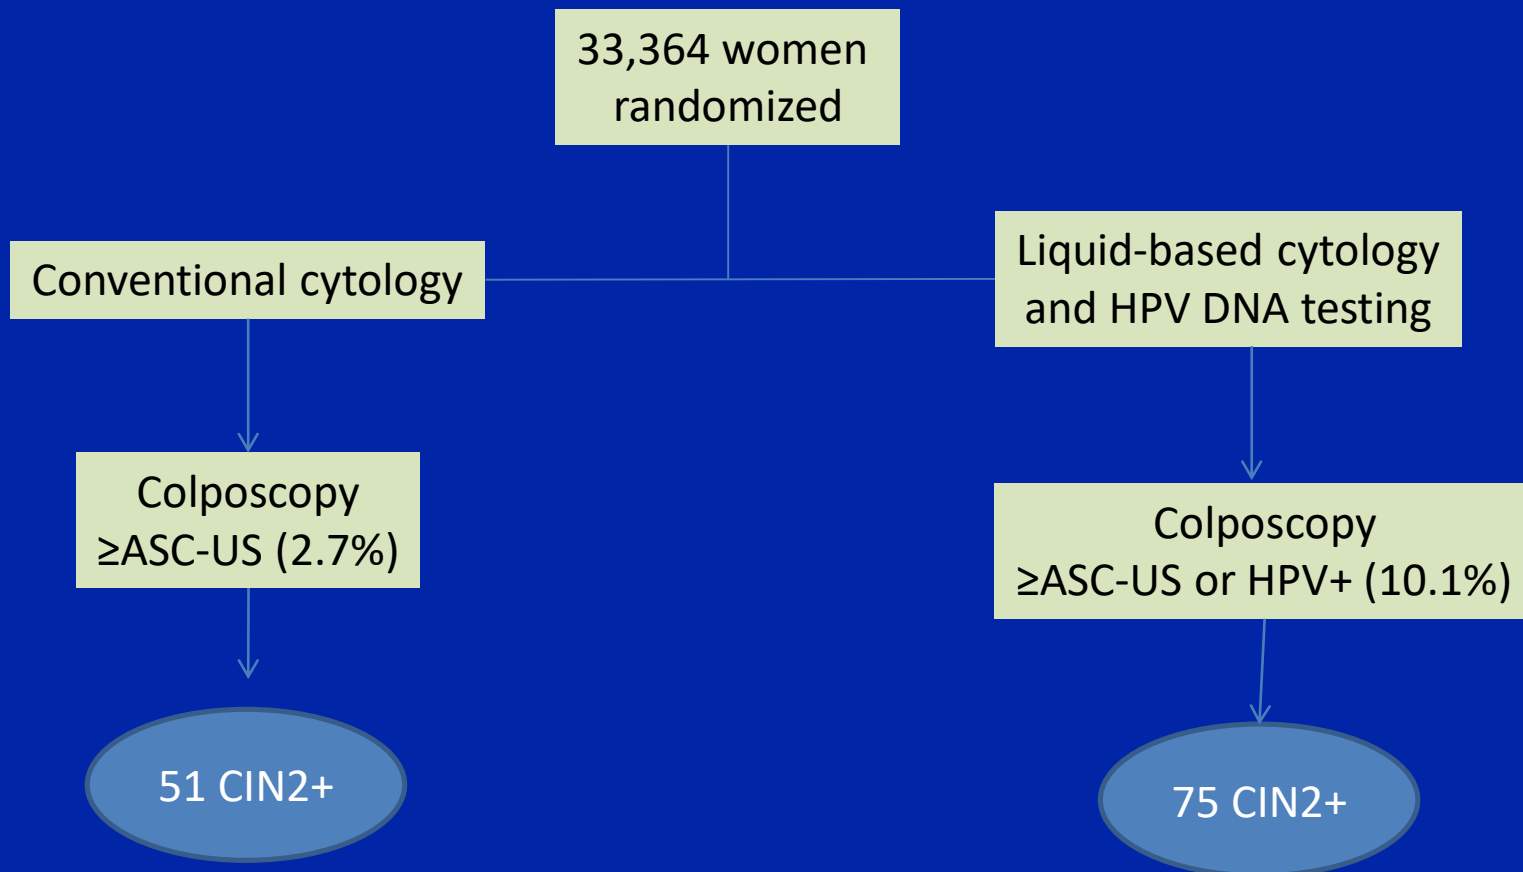 33,364 women
randomized
Conventional cytology
Liquid-based cytology
and HPV DNA testing
Colposcopy
≥ASC-US (2.7%)
Colposcopy
≥ASC-US or HPV+ (10.1%)
51 CIN2+
75 CIN2+